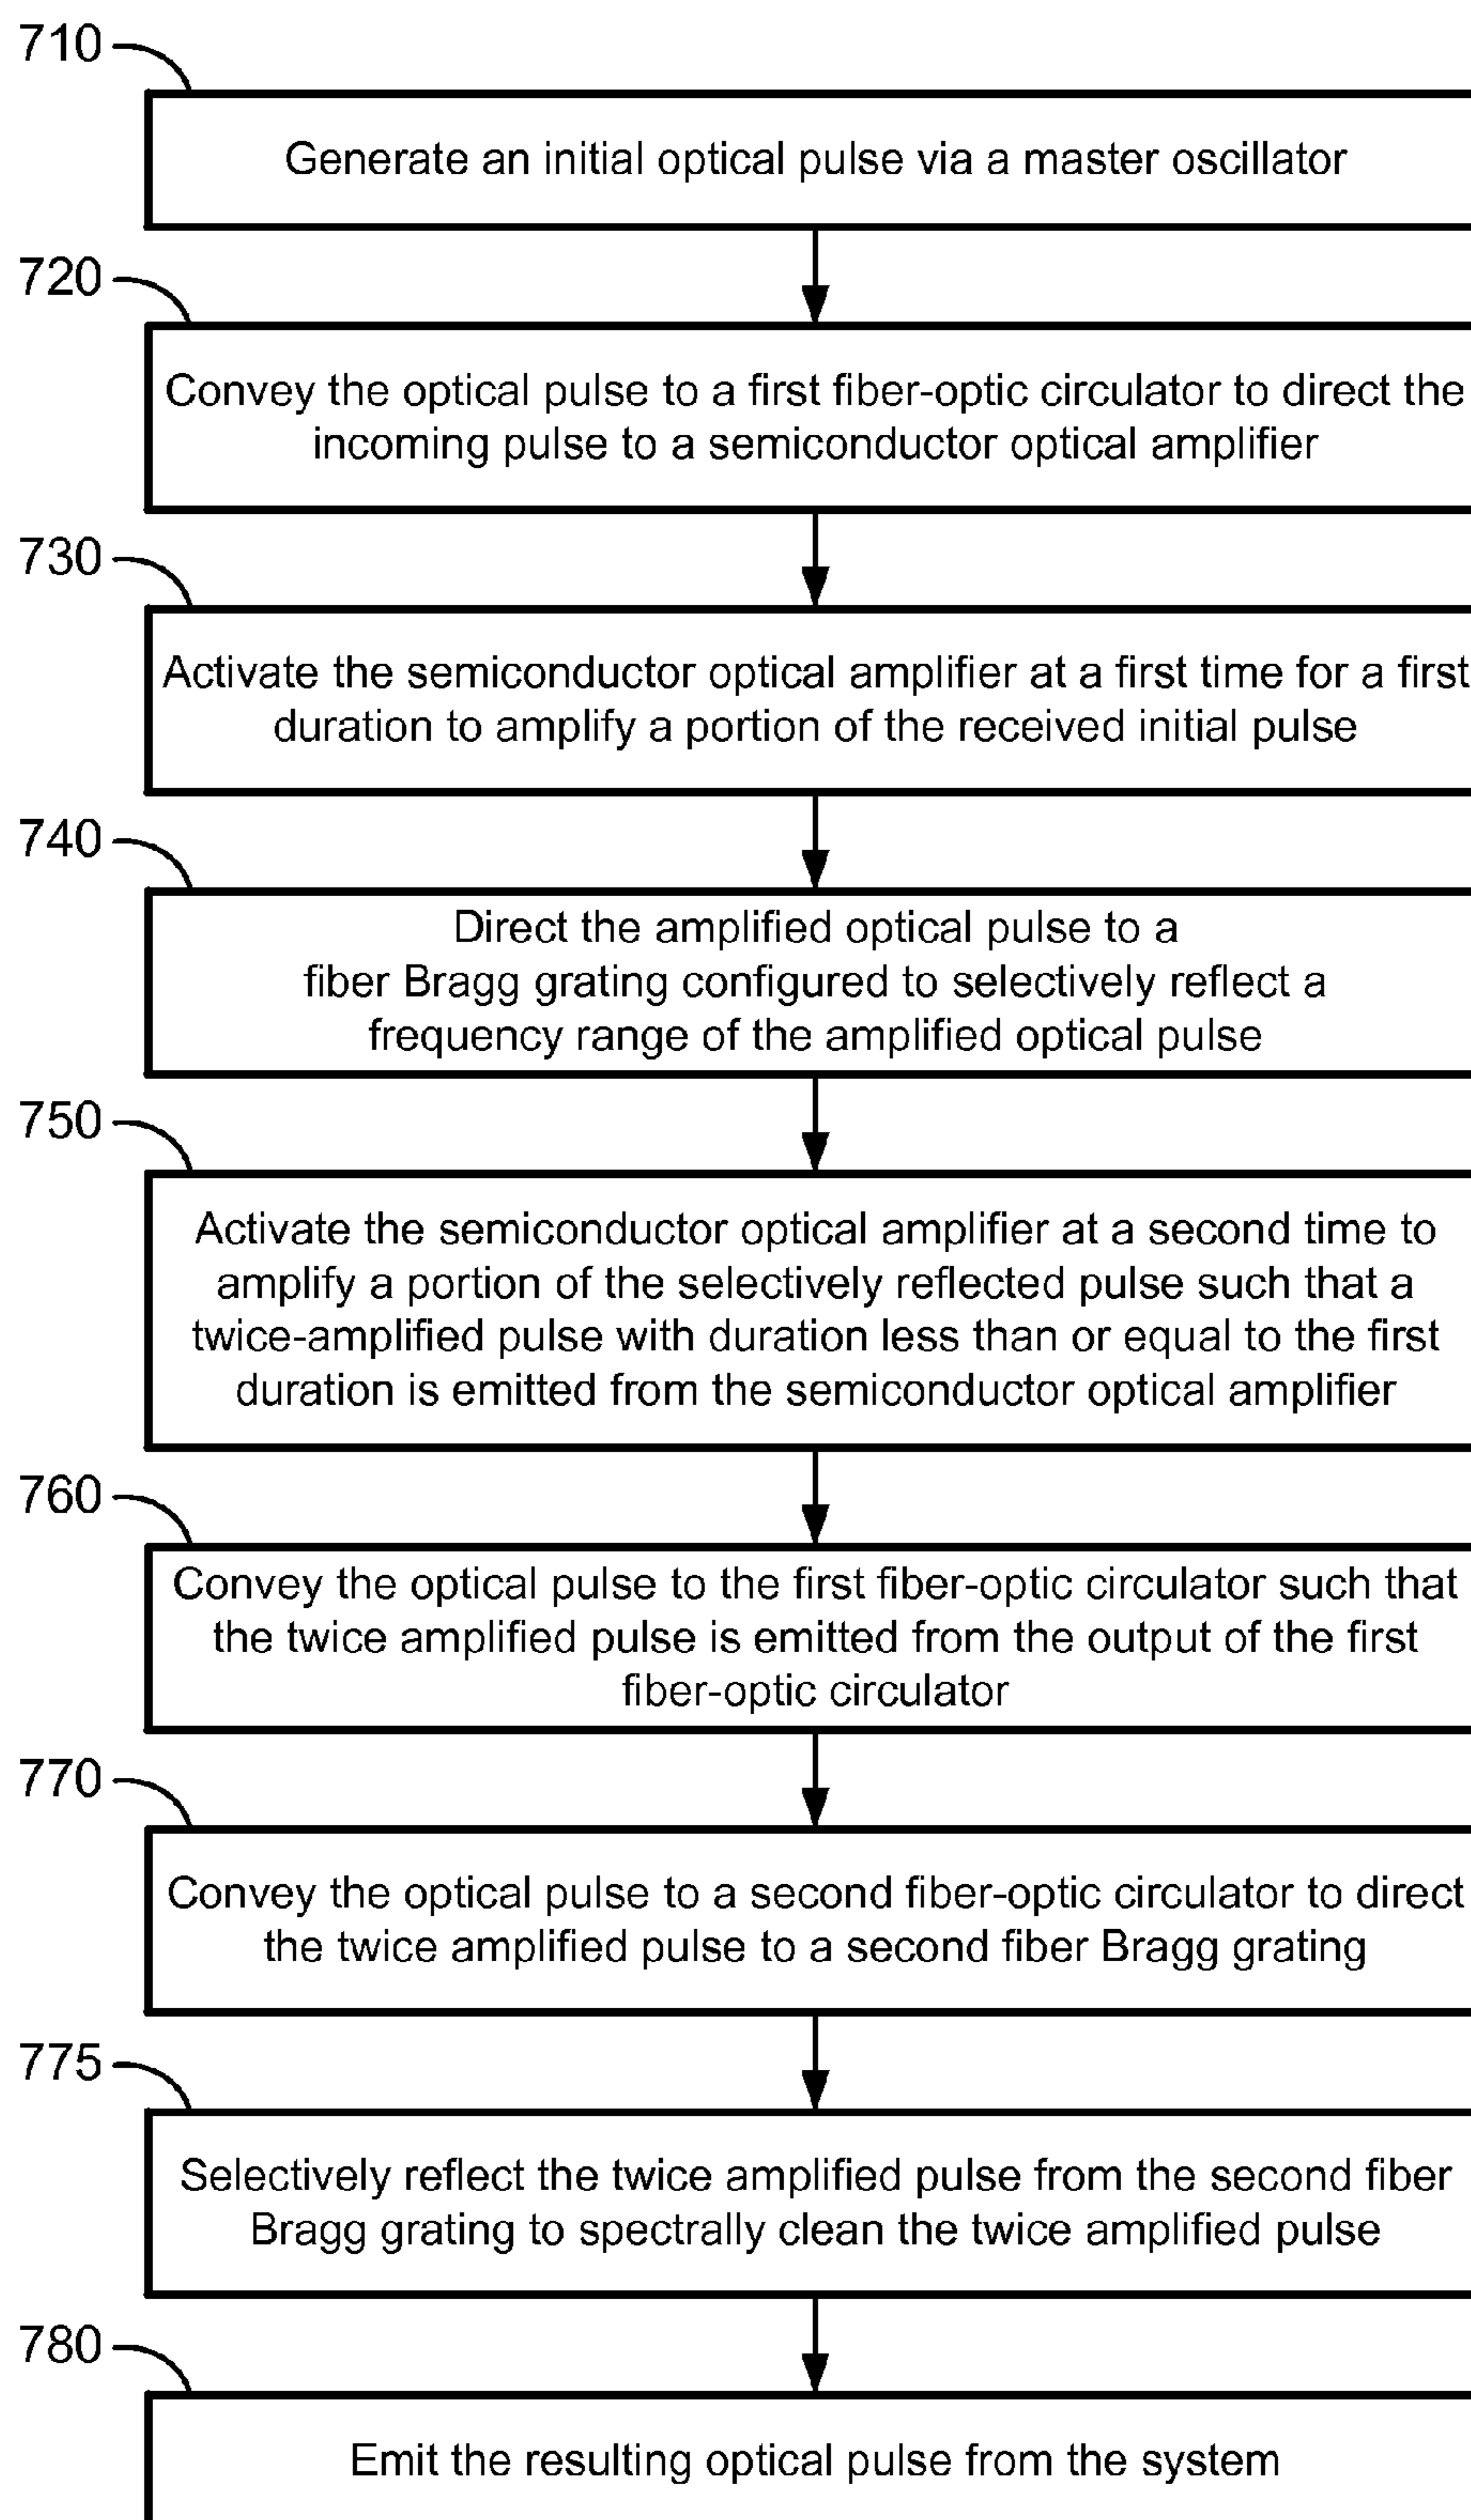 710
Generate an initial optical pulse via a master oscillator
720
Convey the optical pulse to a first fiber-optic circulator to direct the
incoming pulse to a semiconductor optical amplifier
730
Activate the semiconductor optical amplifier at a first time for a first
duration to amplify a portion of the received initial pulse
740
Direct the amplified optical pulse to a
fiber Bragg grating configured to selectively reflect a
frequency range of the amplified optical pulse
750
Activate the semiconductor optical amplifier at a second time to
amplify a portion of the selectively reflected pulse such that a
twice-amplified pulse with duration less than or equal to the first
duration is emitted from the semiconductor optical amplifier
760
Convey the optical pulse to the first fiber-optic circulator such that
the twice amplified pulse is emitted from the output of the first
fiber-optic circulator
770
Convey the optical pulse to a second fiber-optic circulator to direct
the twice amplified pulse to a second fiber Bragg grating
775
Selectively reflect the twice amplified pulse from the second fiber
Bragg grating to spectrally clean the twice amplified pulse
780
Emit the resulting optical pulse from the system